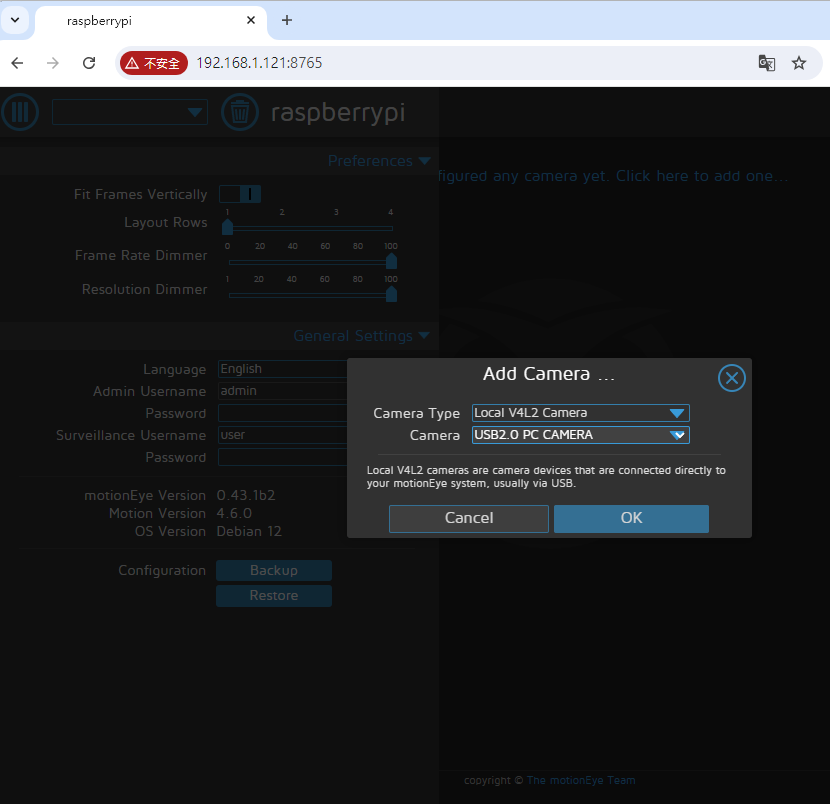 raspberrypi
不安全 192.168.1.121:8765
raspberrypi
Preferences
figured any camera yet. Click here to add one...
Fit Frames Vertically
1 2 3 4
Layout Rows
0 20 40 60 80 100
Frame Rate Dimmer
1 20 40 60 80 100
Resolution Dimmer
General Settings
Language English
Admin Username admin
Password
Surveillance Username user
Password
motionEye Version 0.43.1b2
Motion Version 4.6.0
OS Version Debian 12
Configuration Backup
Restore
Add Camera ...
Camera Type Local V4L2 Camera
Camera USB2.0 PC CAMERA
Local V4L2 cameras are camera devices that are connected directly to
your motionEye system, usually via USB.
Cancel OK
copyright © The motionEye Team